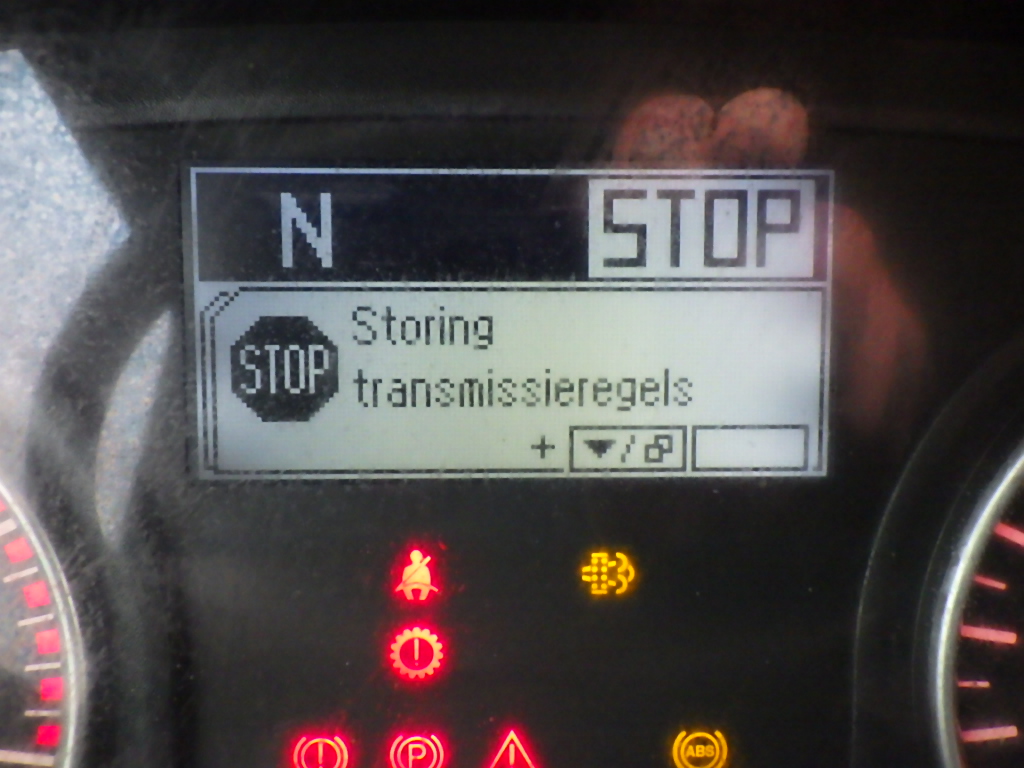 N STOP
STOP Storing
transmissieregels
+ ▼/
P ABS